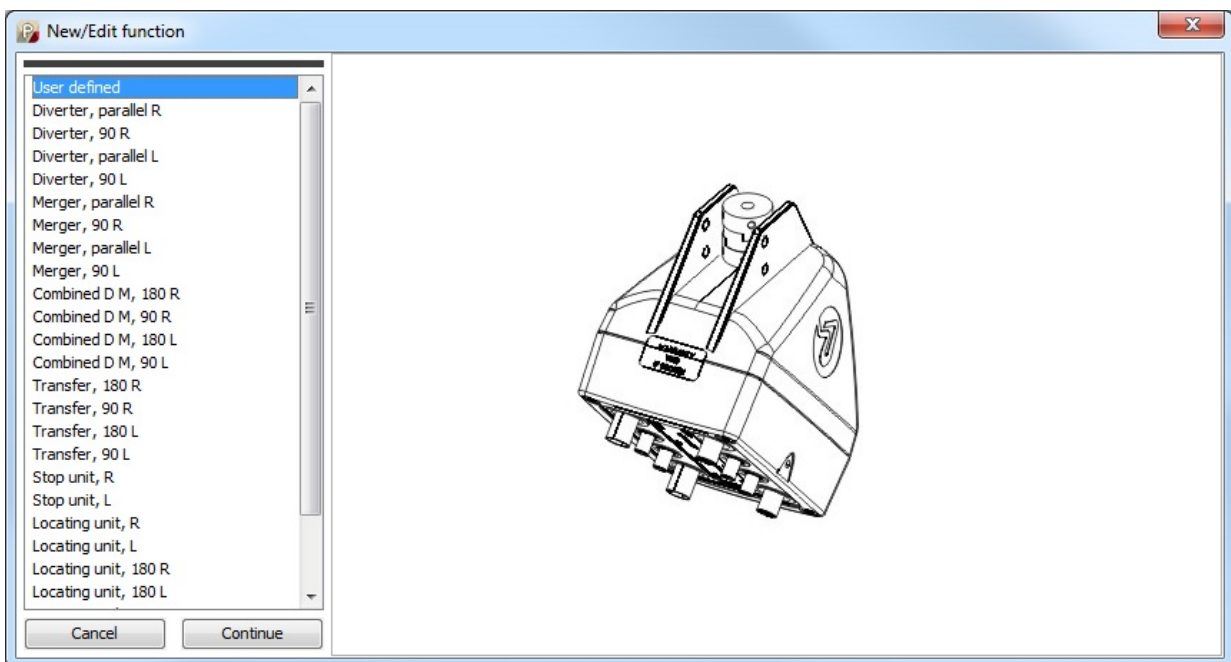 New/Edit function
User defined
Diverter, parallel R
Diverter, 90 R
Diverter, parallel L
Diverter, 90 L
Merger, parallel R
Merger, 90 R
Merger, parallel L
Merger, 90 L
Combined D M, 180 R
Combined D M, 90 R
Combined D M, 180 L
Combined D M, 90 L
Transfer, 180 R
Transfer, 90 R
Transfer, 180 L
Transfer, 90 L
Stop unit, R
Stop unit, L
Locating unit, R
Locating unit, L
Locating unit, 180 R
Locating unit, 180 L
Cancel Continue